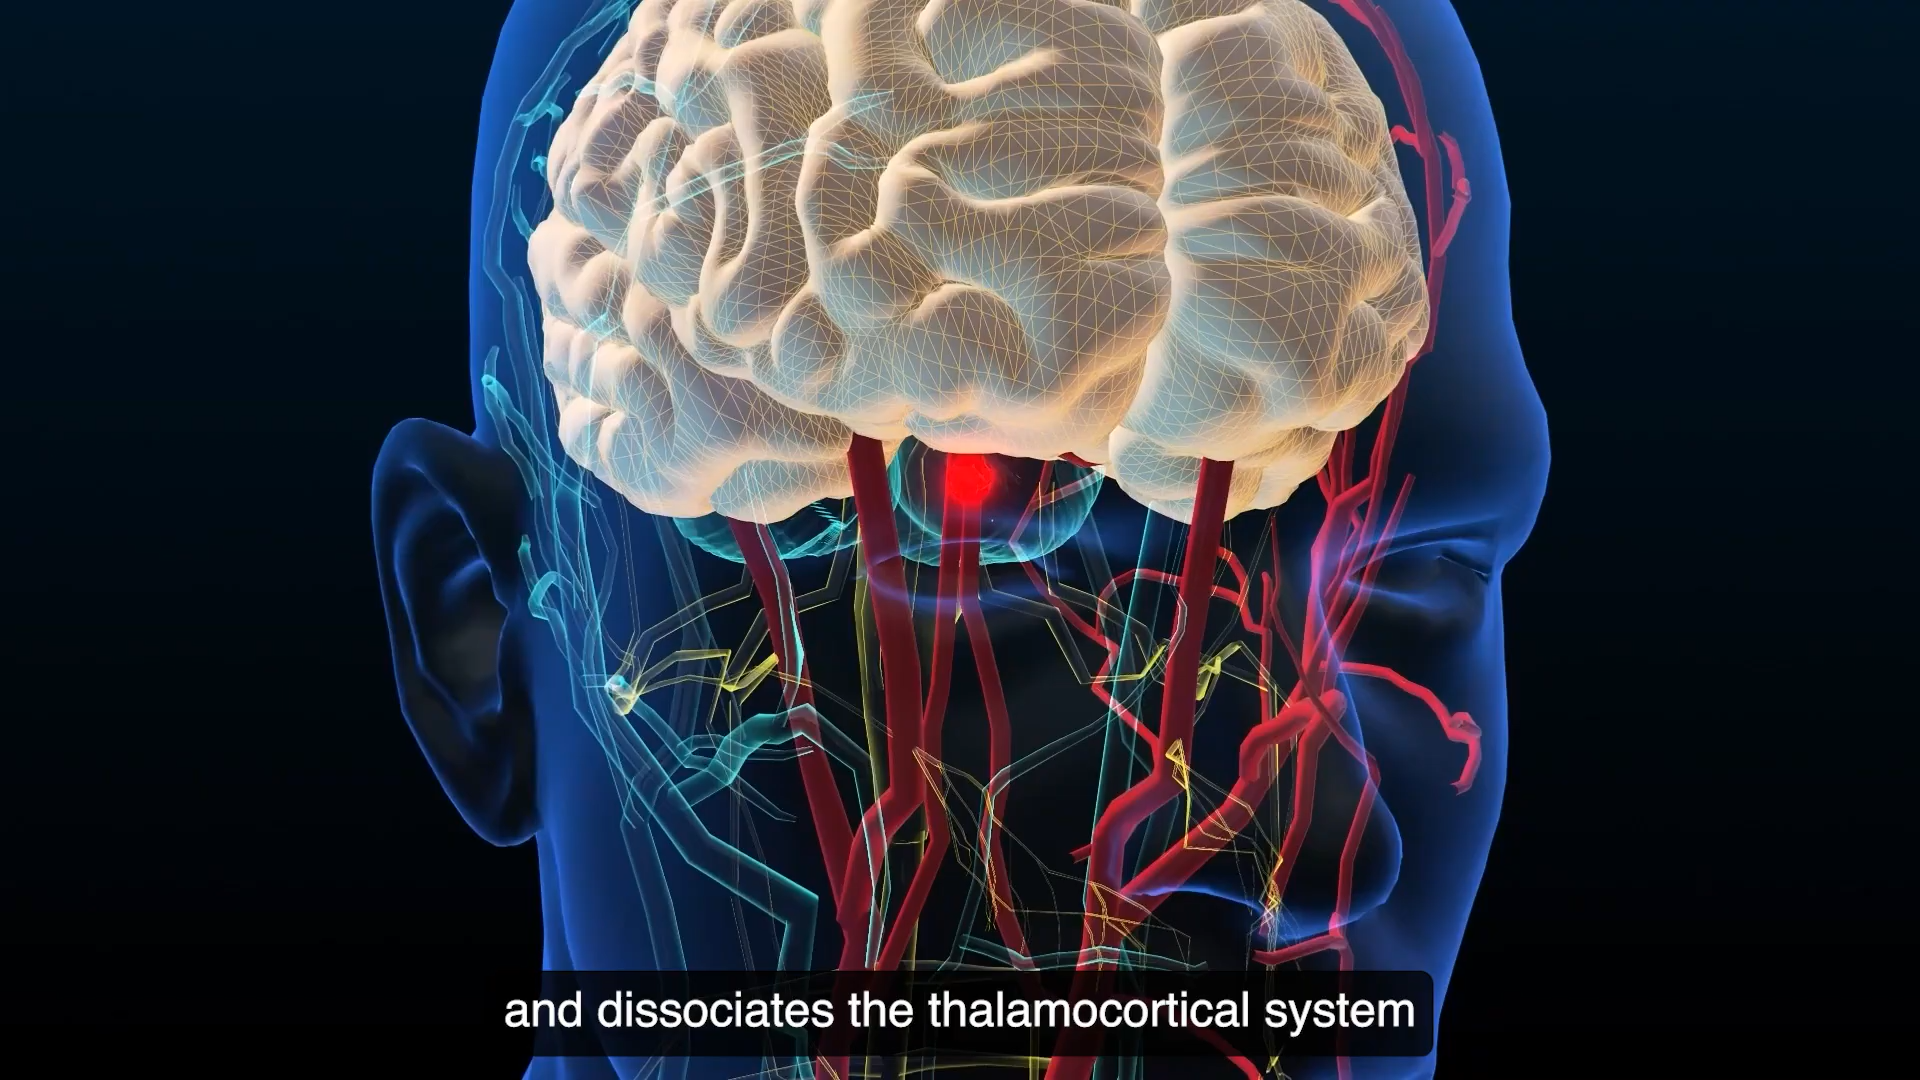 and dissociates the thalamocortical system